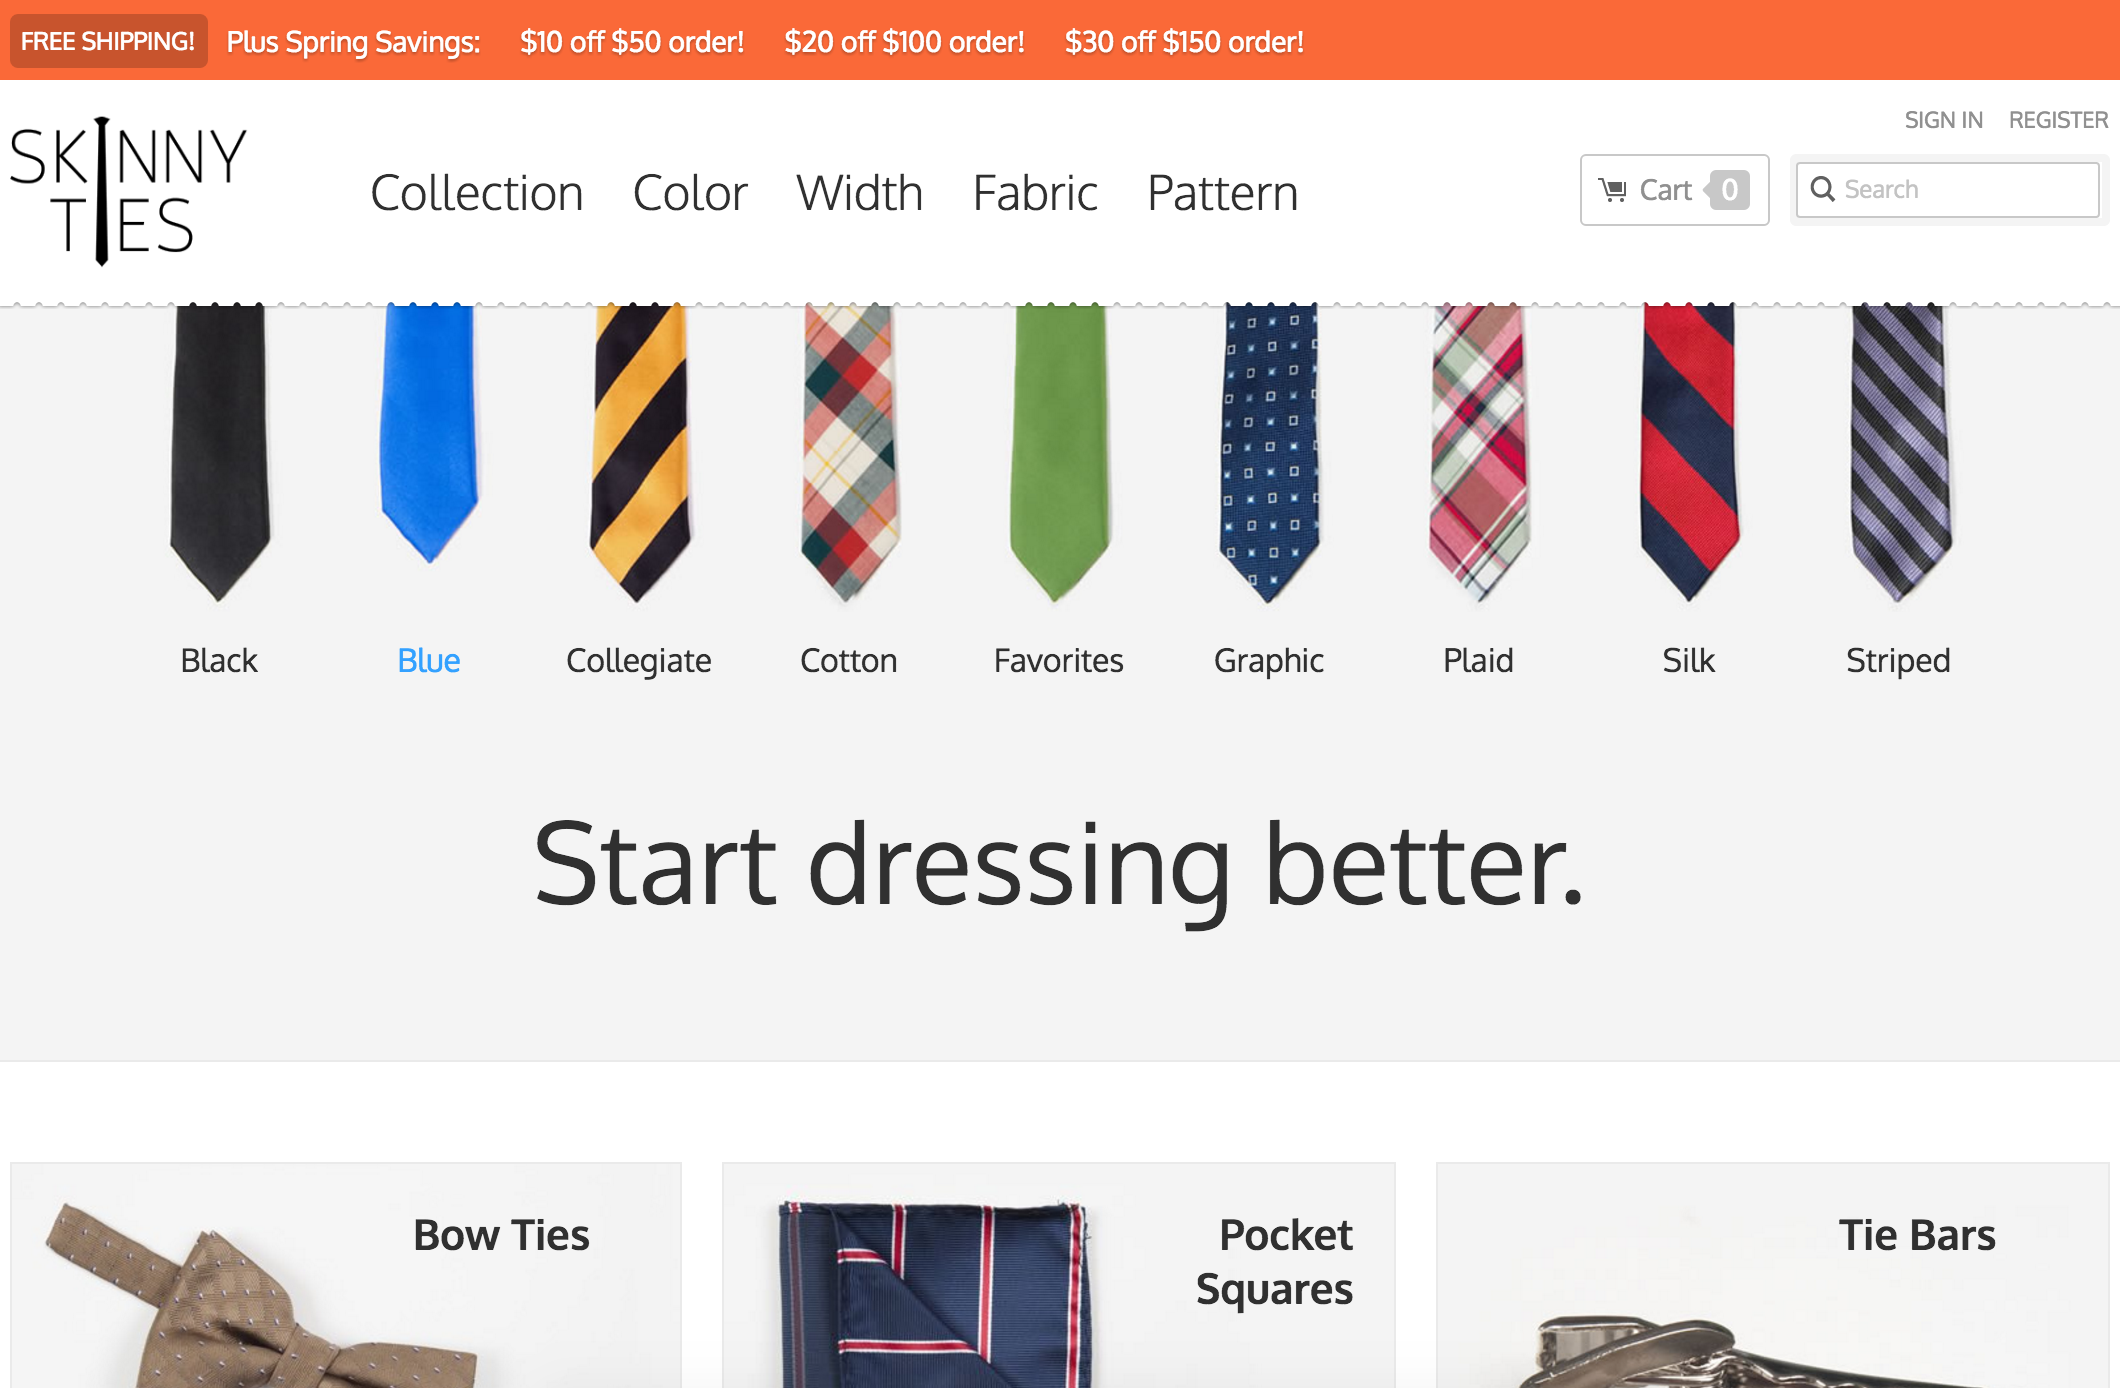 FREE SHIPPING! Plus Spring Savings: $10 off $50 order! $20 off $100 order! $30 off $150 order!
SIGN IN REGISTER
SKINNY
TIES
Collection Color Width Fabric Pattern
Cart 0 Search
Black Blue Collegiate Cotton Favorites Graphic Plaid Silk Striped
Start dressing better.
Bow Ties
Pocket
Squares
Tie Bars